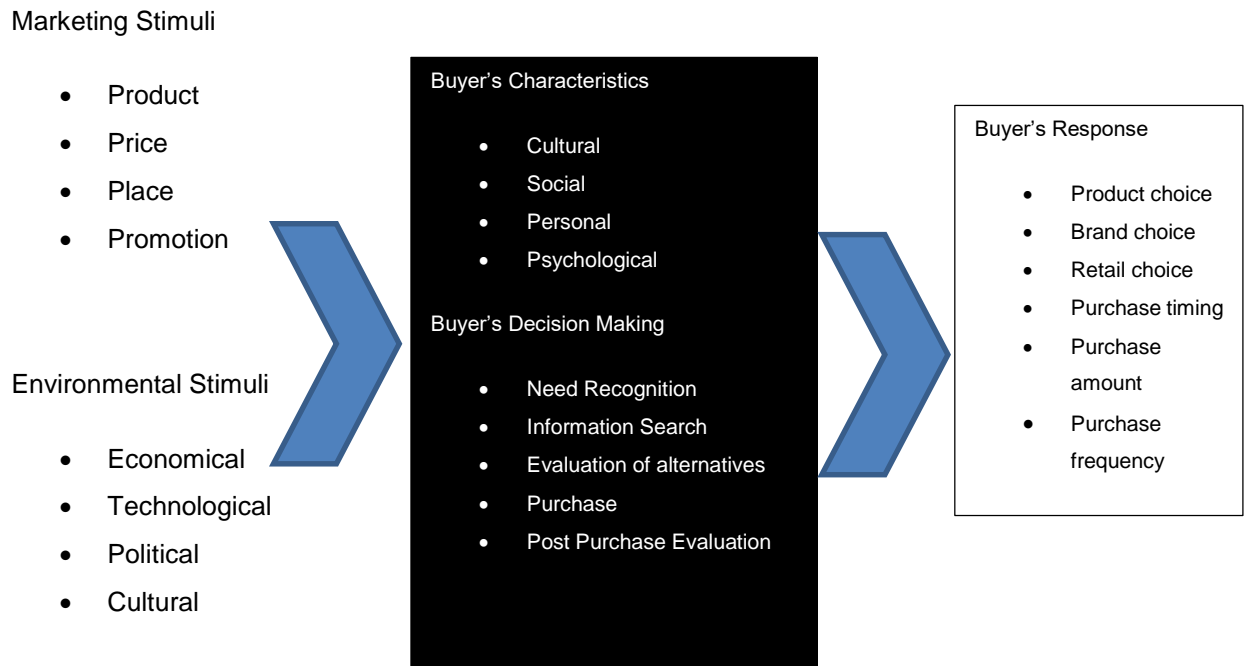 Marketing Stimuli
• Product
• Price
• Place
• Promotion
Environmental Stimuli
• Economical
• Technological
• Political
• Cultural
Buyer’s Characteristics
• Cultural
• Social
• Personal
• Psychological
Buyer’s Decision Making
• Need Recognition
• Information Search
• Evaluation of alternatives
• Purchase
• Post Purchase Evaluation
Buyer’s Response
• Product choice
• Brand choice
• Retail choice
• Purchase timing
• Purchase
amount
• Purchase
frequency